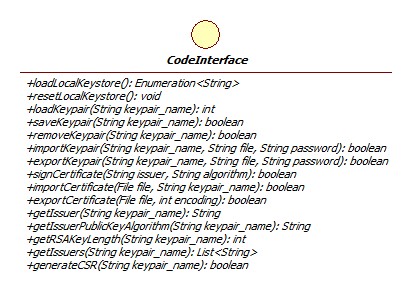 CodeInterface
+loadLocalKeystore(): Enumeration<String>
+resetLocalKeystore(): void
+loadKeypair(String keypair_name): int
+saveKeypair(String keypair_name): boolean
+removeKeypair(String keypair_name): boolean
+importKeypair(String keypair_name, String file, String password): boolean
+exportKeypair(String keypair_name, String file, String password): boolean
+signCertificate(String issuer, String algorithm): boolean
+importCertificate(File file, String keypair_name): boolean
+exportCertificate(File file, int encoding): boolean
+getIssuer(String keypair_name): String
+getIssuerPublicKeyAlgorithm(String keypair_name): String
+getRSAKeyLength(String keypair_name): int
+getIssuers(String keypair_name): List<String>
+generateCSR(String keypair_name): boolean